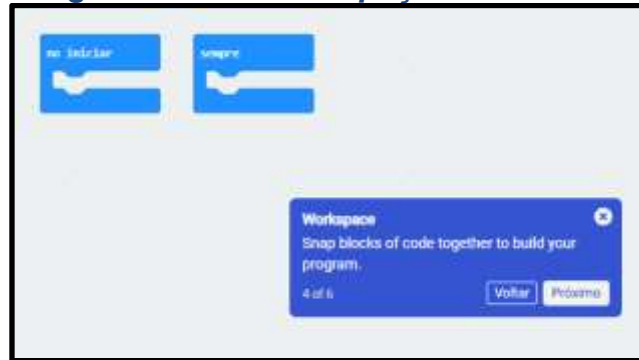 no iniciar
sempre
Workspace
Snap blocks of code together to build your
program.
4 of 6
Voltar
Próximo